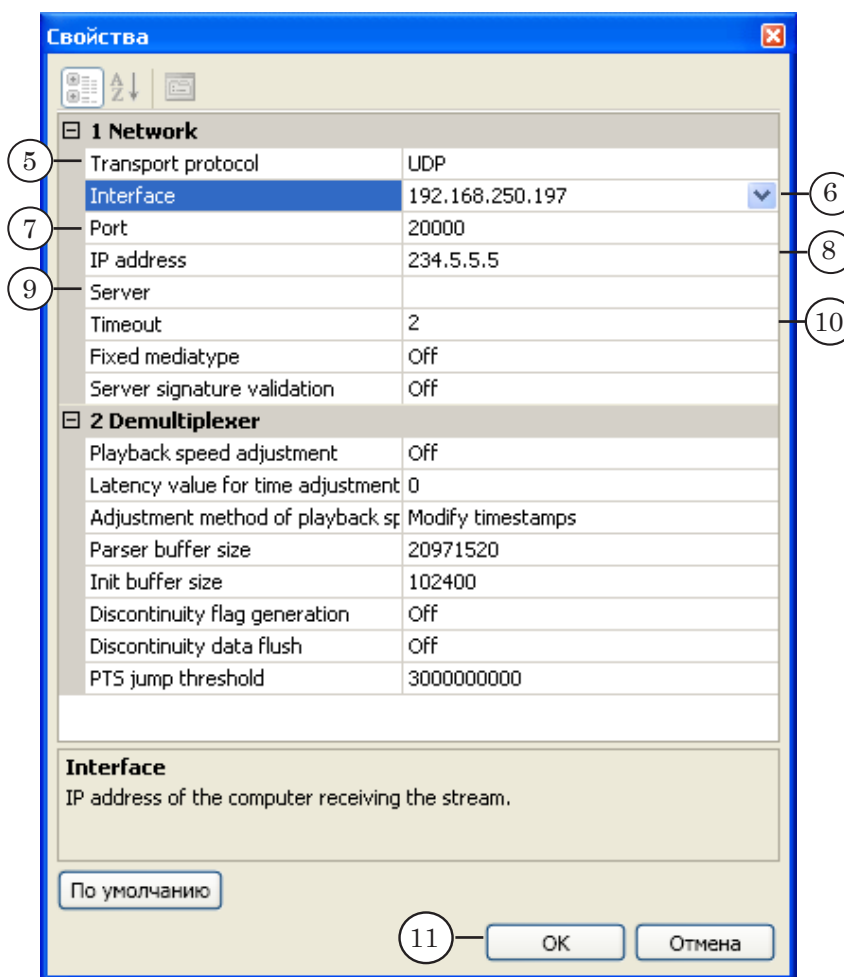 Свойства
1 Network
5 Transport protocol UDP
Interface 192.168.250.197 6
7 Port 20000
IP address 234.5.5.5 8
9 Server
Timeout 2 10
Fixed mediatype Off
Server signature validation Off
2 Demultiplexer
Playback speed adjustment Off
Latency value for time adjustment 0
Adjustment method of playback sp Modify timestamps
Parser buffer size 20971520
Init buffer size 102400
Discontinuity flag generation Off
Discontinuity data flush Off
PTS jump threshold 3000000000
Interface
IP address of the computer receiving the stream.
По умолчанию
11 OK Отмена